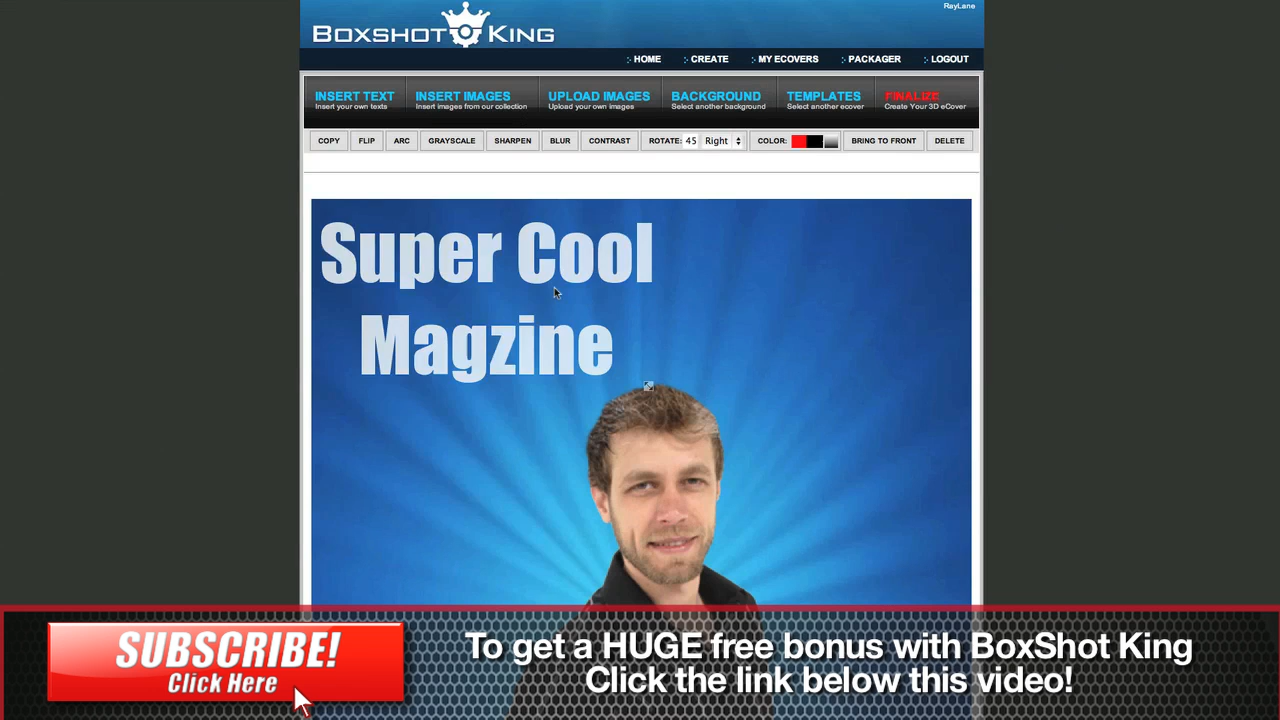 RayLane
BOXSHOT KING
HOME CREATE MY ECOVERS PACKAGER LOGOUT
INSERT TEXT INSERT IMAGES UPLOAD IMAGES BACKGROUND TEMPLATES FINALIZE
Insert your own texts Insert images from our collection Upload your own images Select another background Select another ecover Create Your 3D eCover
COPY FLIP ARC GRAYSCALE SHARPEN BLUR CONTRAST ROTATE: 45 Right COLOR: BRING TO FRONT DELETE
Super Cool
Magzine
SUBSCRIBE!
Click Here
To get a HUGE free bonus with BoxShot King
Click the link below this video!